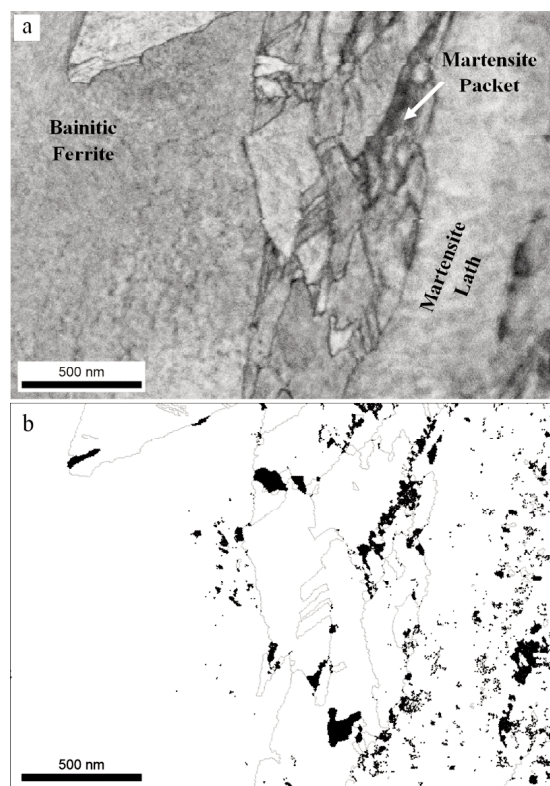 a
Martensite
Packet
Bainitic
Ferrite
Martensite
Lath
500 nm
b
500 nm